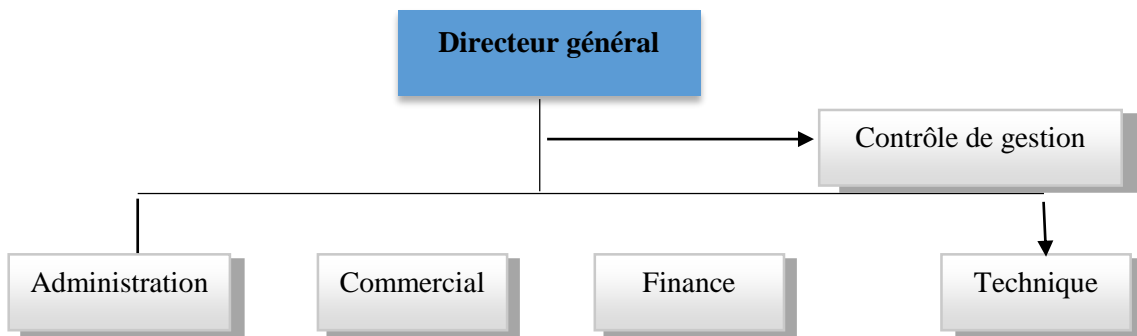 Directeur général
Contrôle de gestion
Administration
Commercial
Finance
Technique